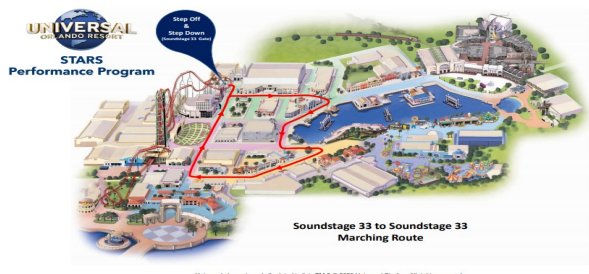 UNIVERSAL
ORLANDO RESORT
STARS
Performance Program
Step Off
&
Step Down
(Soundstage 33 Gate)
Soundstage 33 to Soundstage 33
Marching Route